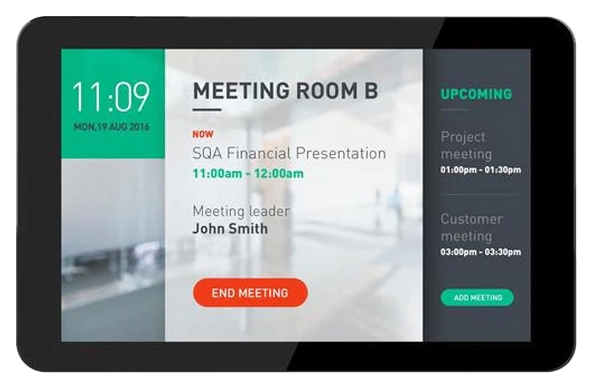 11:09
MON,19 AUG 2016
MEETING ROOM B
NOW
SQA Financial Presentation
11:00am - 12:00am
Meeting leader
John Smith
END MEETING
UPCOMING
Project
meeting
01:00pm - 01:30pm
Customer
meeting
03:00pm - 03:30pm
ADD MEETING